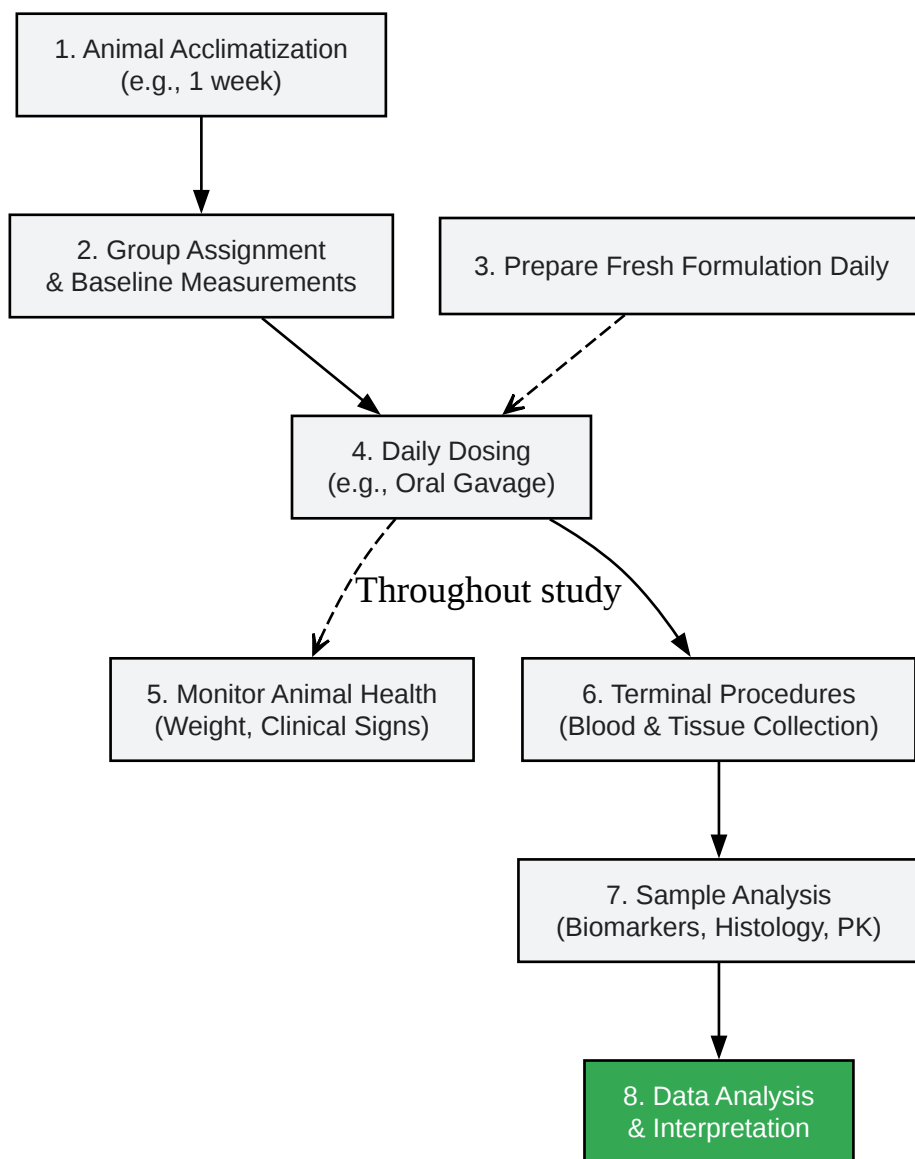 1. Animal Acclimatization
(e.g., 1 week)
2. Group Assignment
& Baseline Measurements
3. Prepare Fresh Formulation Daily
4. Daily Dosing
(e.g., Oral Gavage)
Throughout study
5. Monitor Animal Health
(Weight, Clinical Signs)
6. Terminal Procedures
(Blood & Tissue Collection)
7. Sample Analysis
(Biomarkers, Histology, PK)
8. Data Analysis
& Interpretation